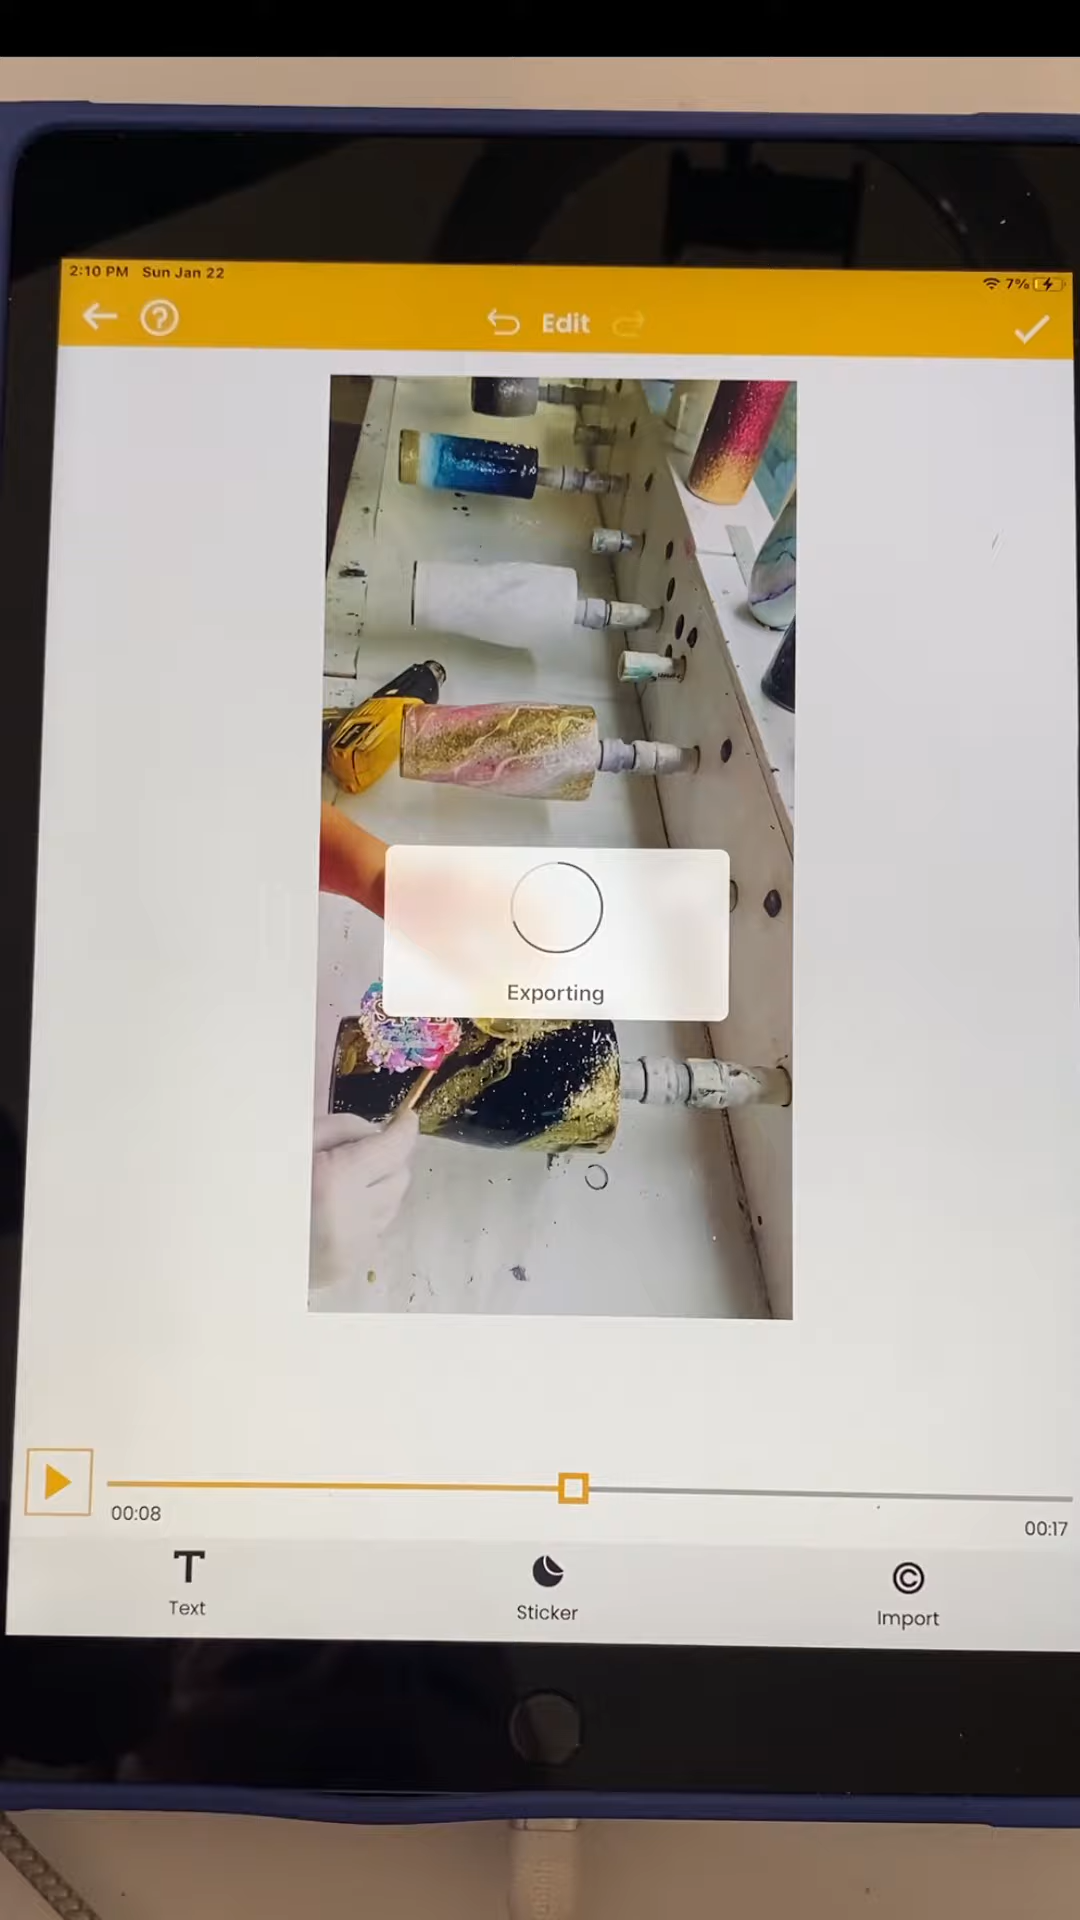 2:10 PM Sun Jan 22
7%
Edit
Exporting
00:08
00:17
Text
Sticker
Import